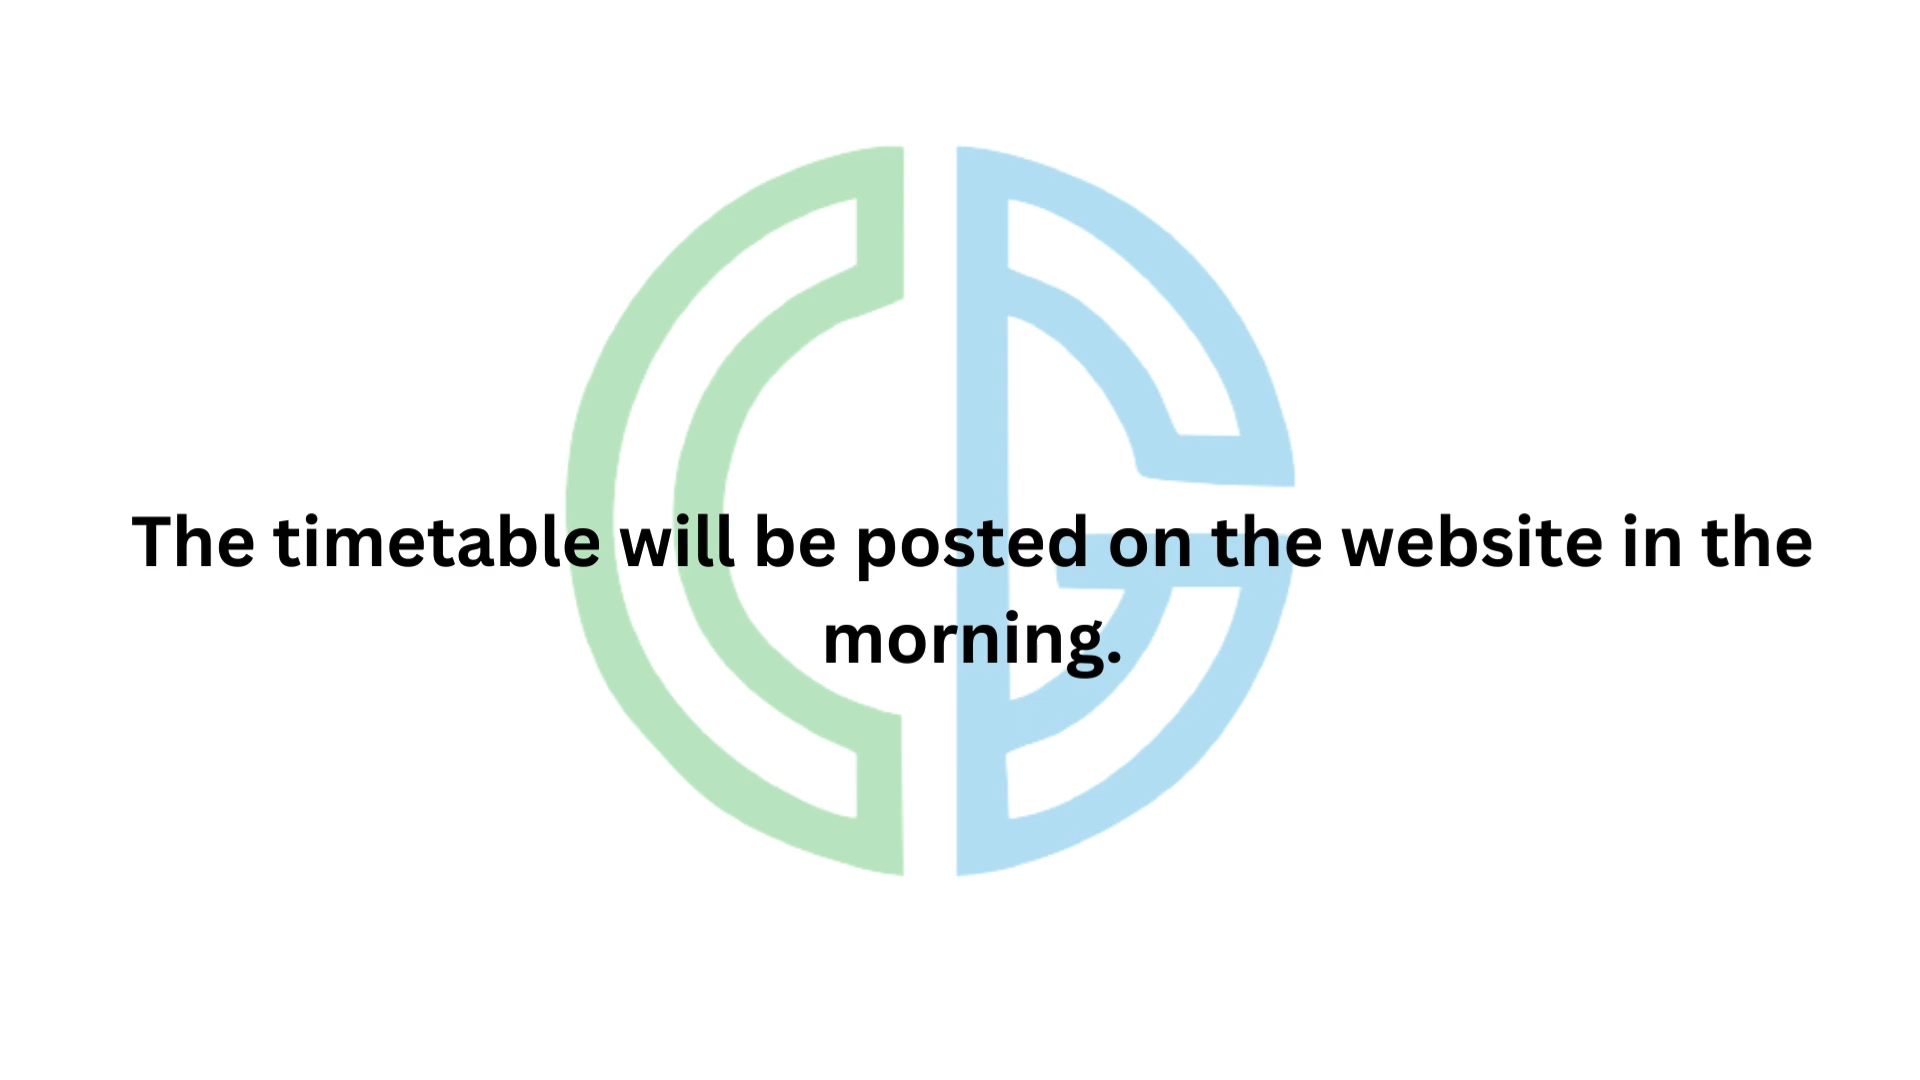 The timetable will be posted on the website in the
morning.